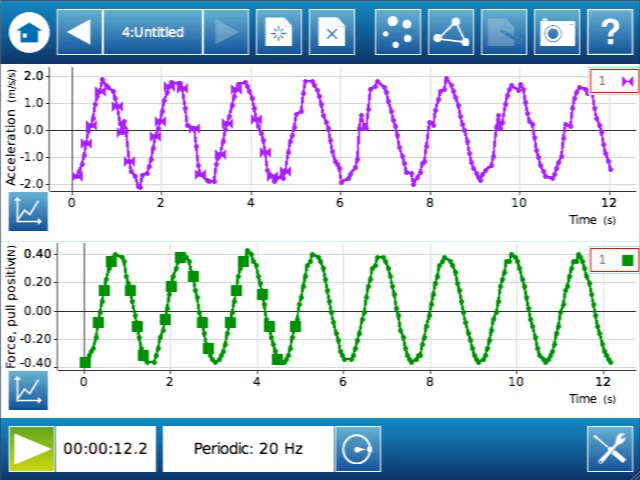 4:Untitled
?
Acceleration (m/s/s)
2.0
1.0
0.0
-1.0
-2.0
1
0 2 4 6 8 10 12
Time (s)
Force, pull positiv(N)
0.40
0.20
0.00
-0.20
-0.40
1
0 2 4 6 8 10 12
Time (s)
00:00:12.2
Periodic: 20 Hz